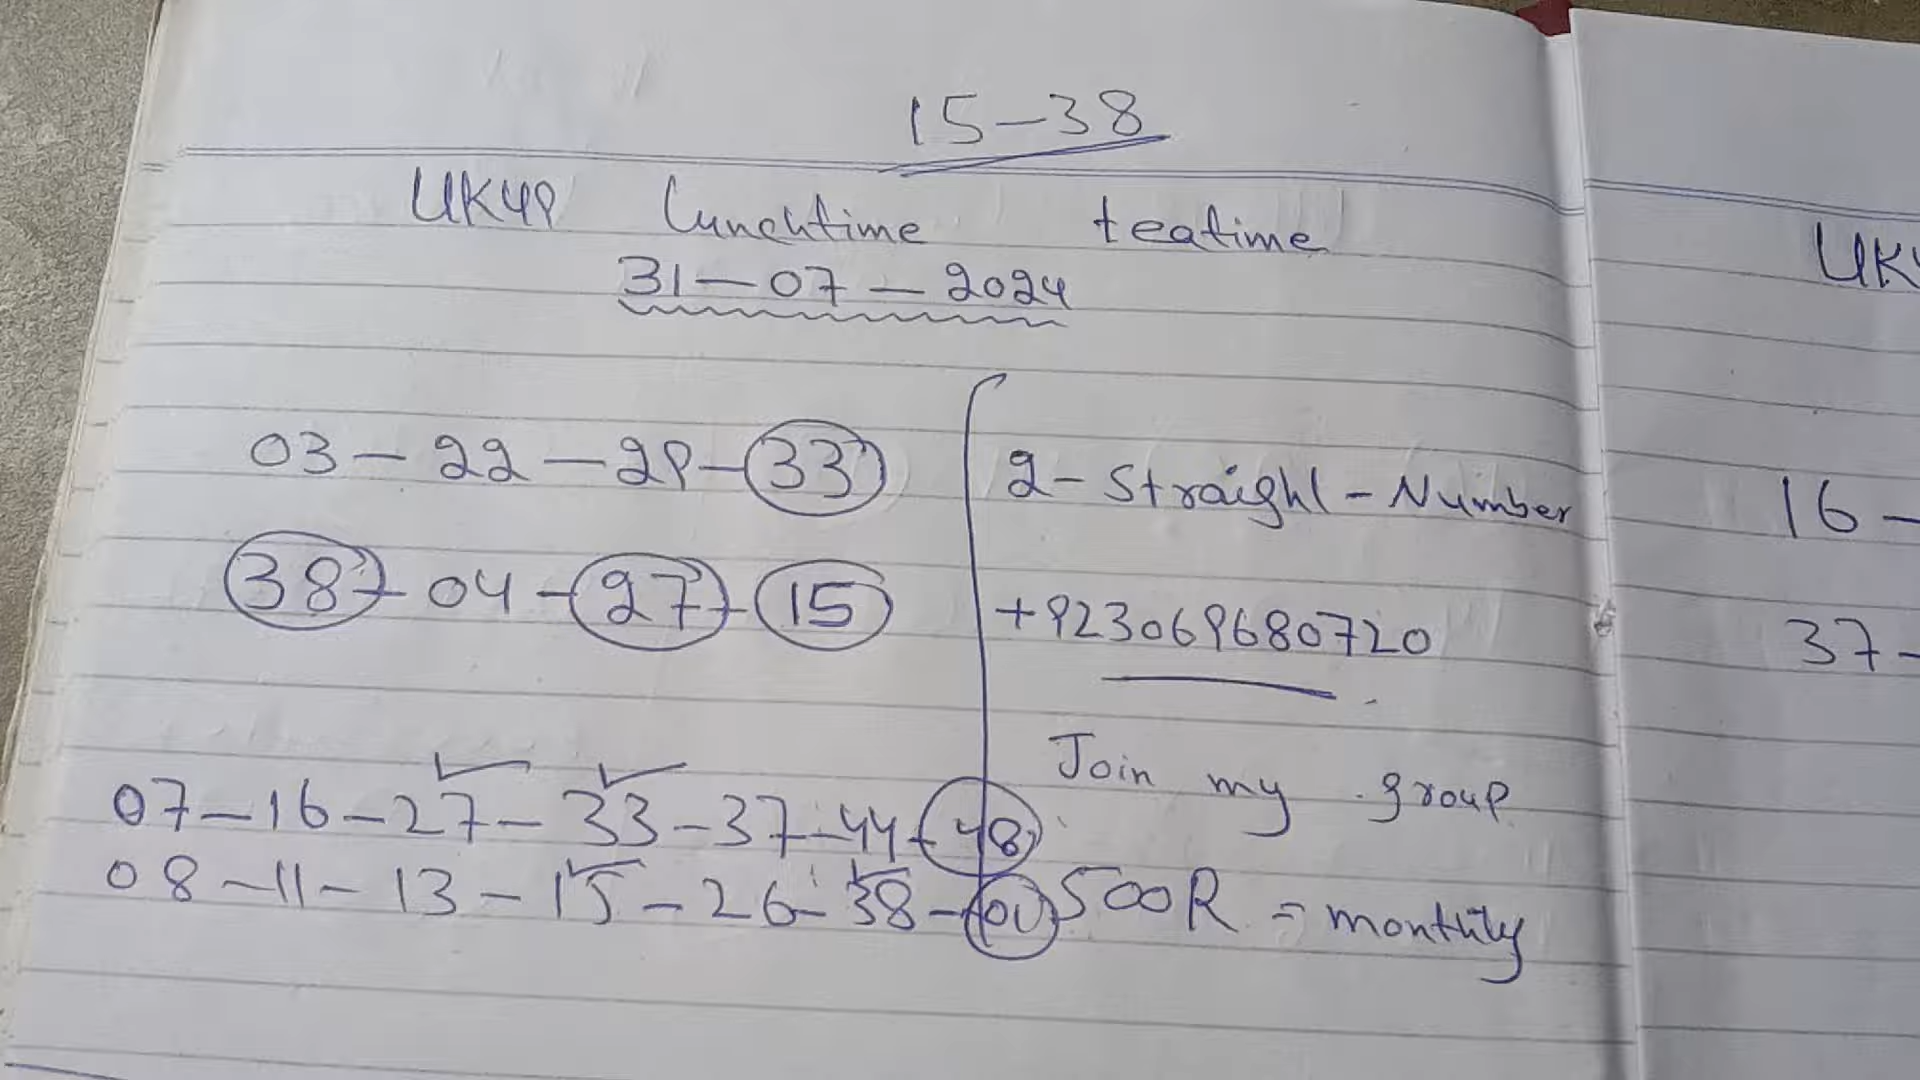 15-38
UK49 Lunchtime teatime
31-07-2024
03-22-29-33
38-04-27-15
07-16-27-33-37-44-48
08-11-13-15-26-38-
2-Straight-Number
+923069680720
Join my group
500R = monthly
UK4
16-
37-